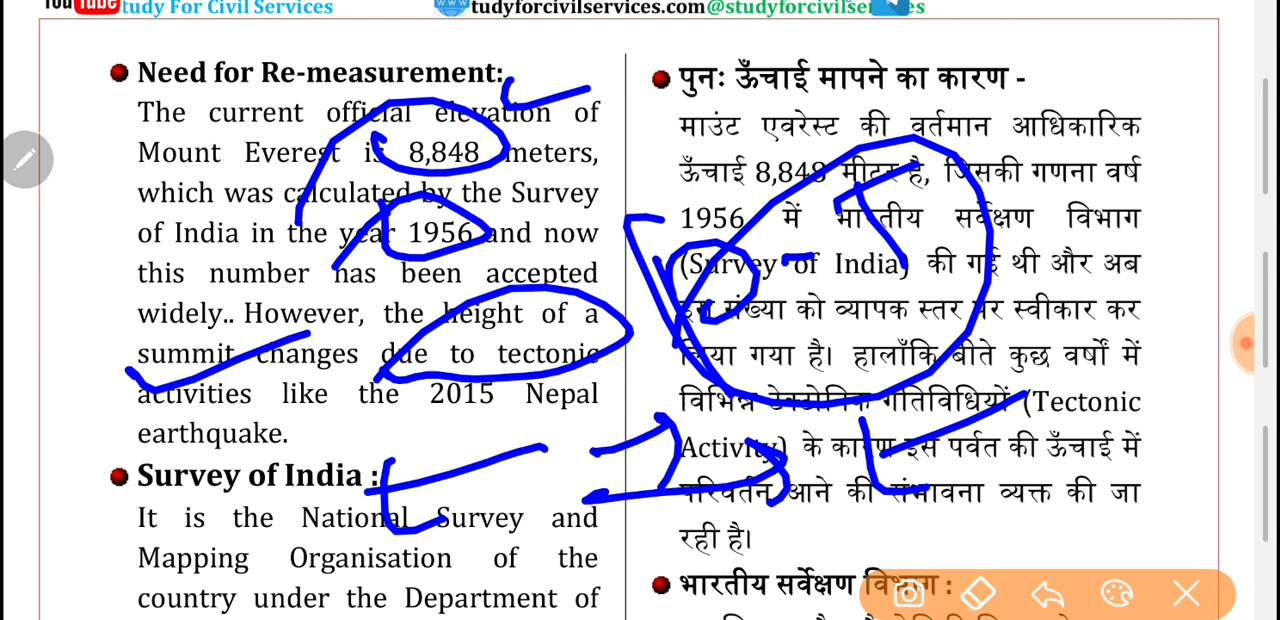 YouTube tudy For Civil Services
tudyforcivilservices.com@studyforcivilservices
Need for Re-measurement:
The current official elevation of
Mount Everest is 8,848 meters,
which was calculated by the Survey
of India in the year 1956 and now
this number has been accepted
widely.. However, the height of a
summit changes due to tectonic
activities like the 2015 Nepal
earthquake.
Survey of India :
It is the National Survey and
Mapping Organisation of the
country under the Department of
पुनः ऊँचाई मापने का कारण -
माउंट एवरेस्ट की वर्तमान आधिकारिक
ऊँचाई 8,848 मीटर है, जिसकी गणना वर्ष
1956 में भारतीय सर्वेक्षण विभाग
(Survey of India) की गई थी और अब
इस संख्या को व्यापक स्तर पर स्वीकार कर
लिया गया है। हालाँकि बीते कुछ वर्षों में
विभिन्न टेक्टोनिक गतिविधियों (Tectonic
Activity) के कारण इस पर्वत की ऊँचाई में
परिवर्तन आने की संभावना व्यक्त की जा
रही है।
भारतीय सर्वेक्षण विभाग :